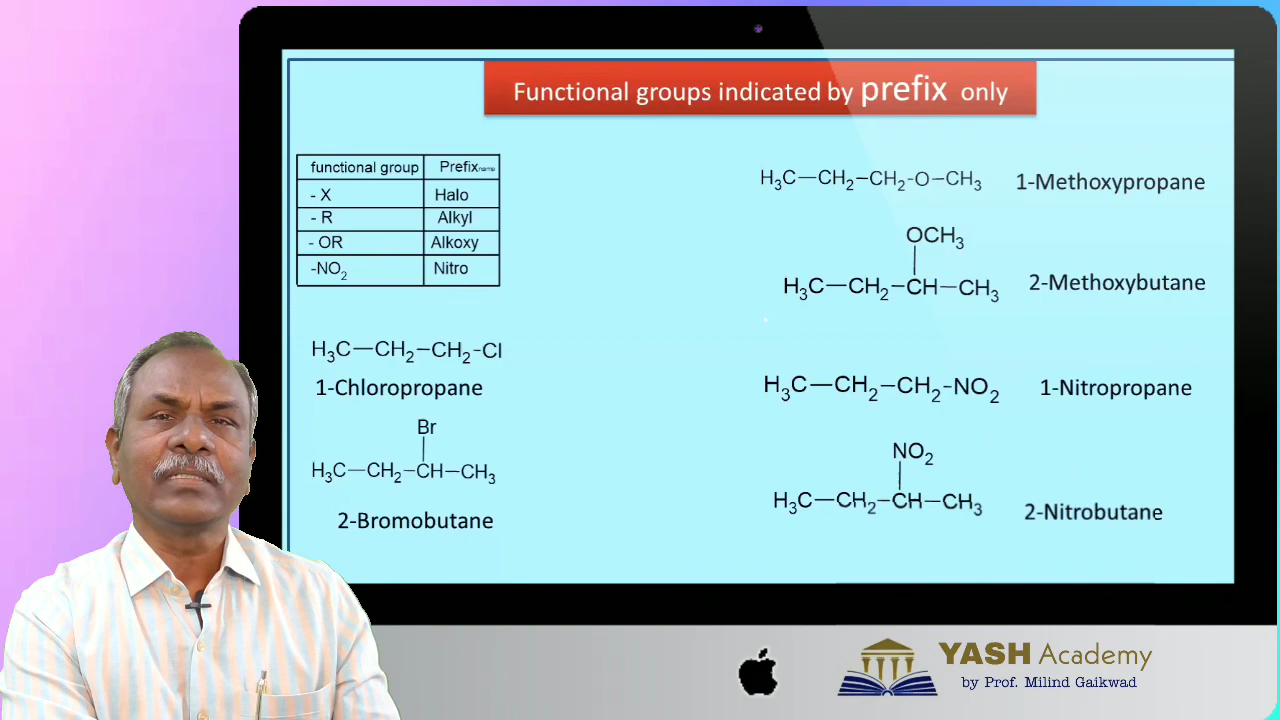 Functional groups indicated by prefix only
functional group Prefix name
- X Halo
- R Alkyl
- OR Alkoxy
-NO2 Nitro
H3C—CH2—CH2-Cl
1-Chloropropane
Br
H3C—CH2—CH—CH3
2-Bromobutane
H3C—CH2—CH2-O—CH3 1-Methoxypropane
OCH3
H3C—CH2—CH—CH3 2-Methoxybutane
H3C—CH2—CH2-NO2 1-Nitropropane
NO2
H3C—CH2—CH—CH3 2-Nitrobutane
YASH Academy
by Prof. Milind Gaikwad